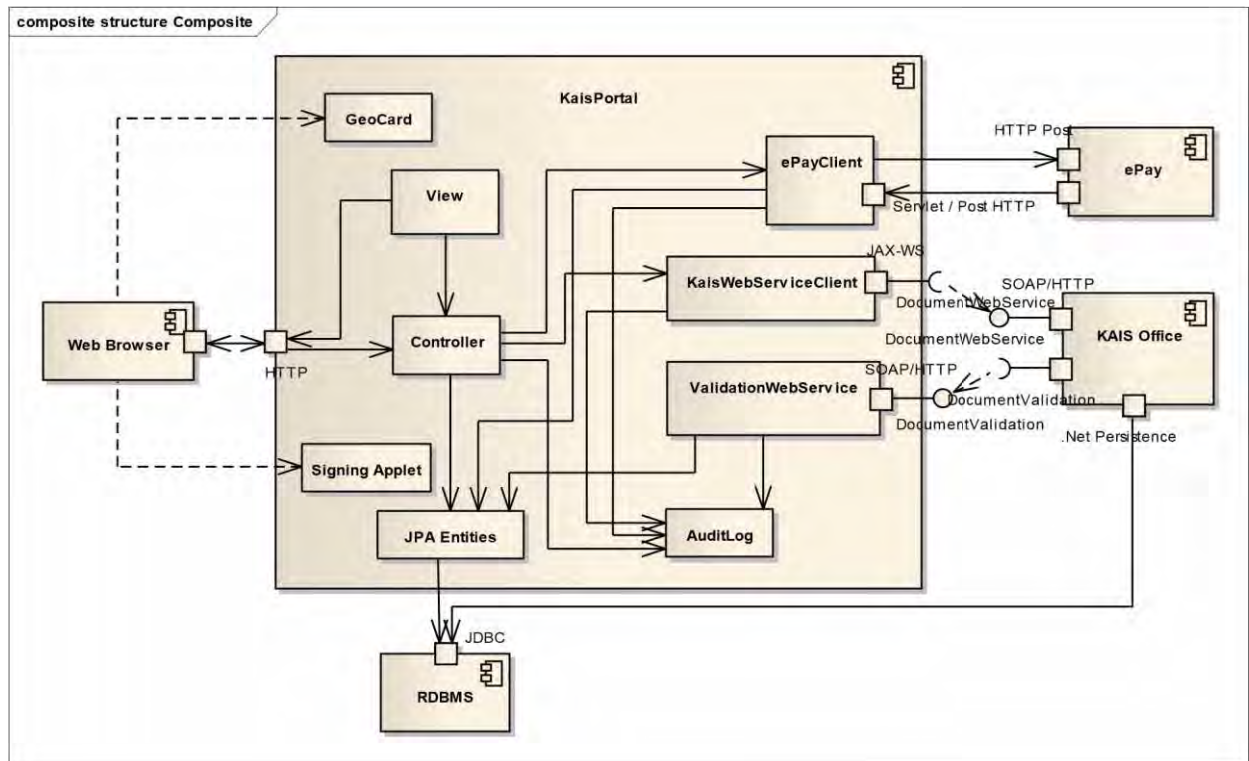 composite structure Composite
KaisPortal
GeoCard
ePayClient
HTTP Post
ePay
View
Servlet / Post HTTP
JAX-WS
KaisWebServiceClient
SOAP/HTTP
DocumentWebService
DocumentWebService
KAIS Office
Web Browser
HTTP
Controller
SOAP/HTTP
ValidationWebService
DocumentValidation
DocumentValidation
.Net Persistence
Signing Applet
JPA Entities
AuditLog
JDBC
RDBMS